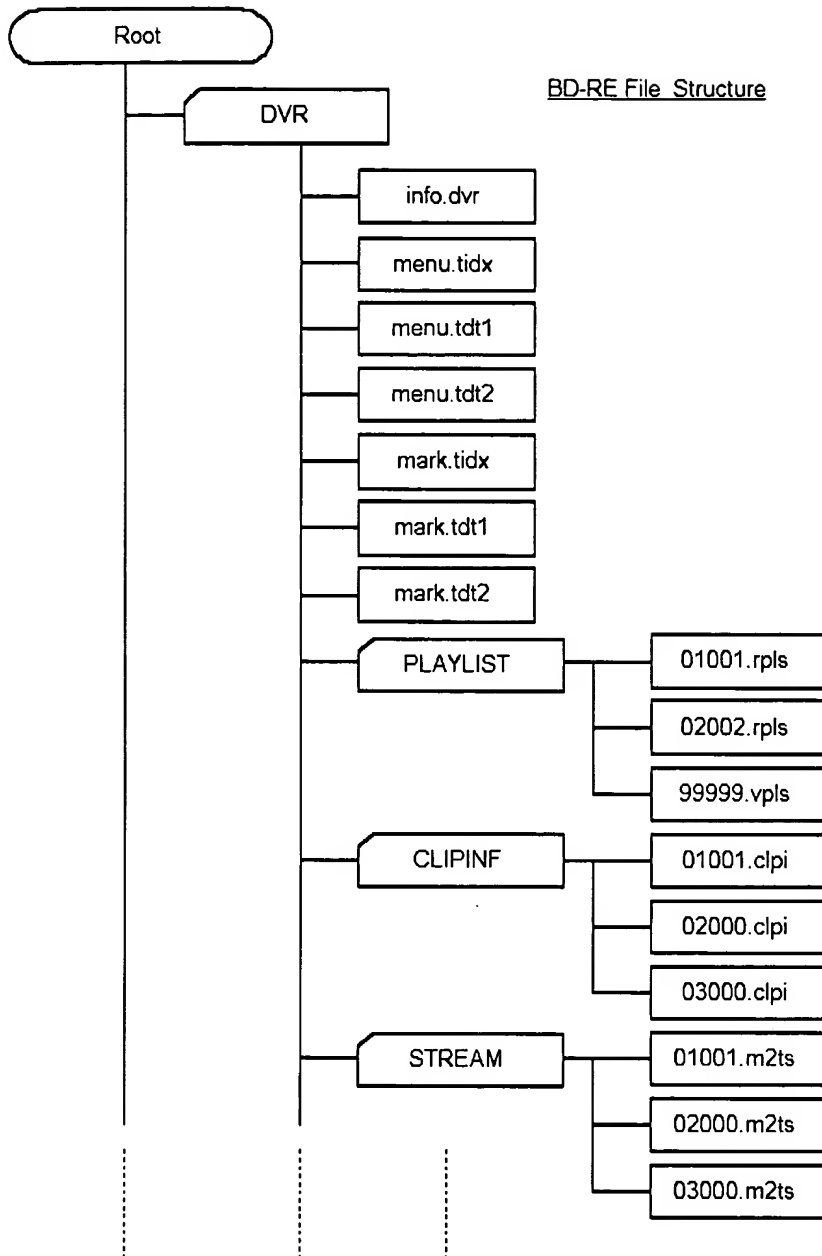 Root
BD-RE File Structure
DVR
info.dvr
menu.tidx
menu.tdt1
menu.tdt2
mark.tidx
mark.tdt1
mark.tdt2
PLAYLIST
01001.rpls
02002.rpls
99999.vpls
CLIPINF
01001.clpi
02000.clpi
03000.clpi
STREAM
01001.m2ts
02000.m2ts
03000.m2ts